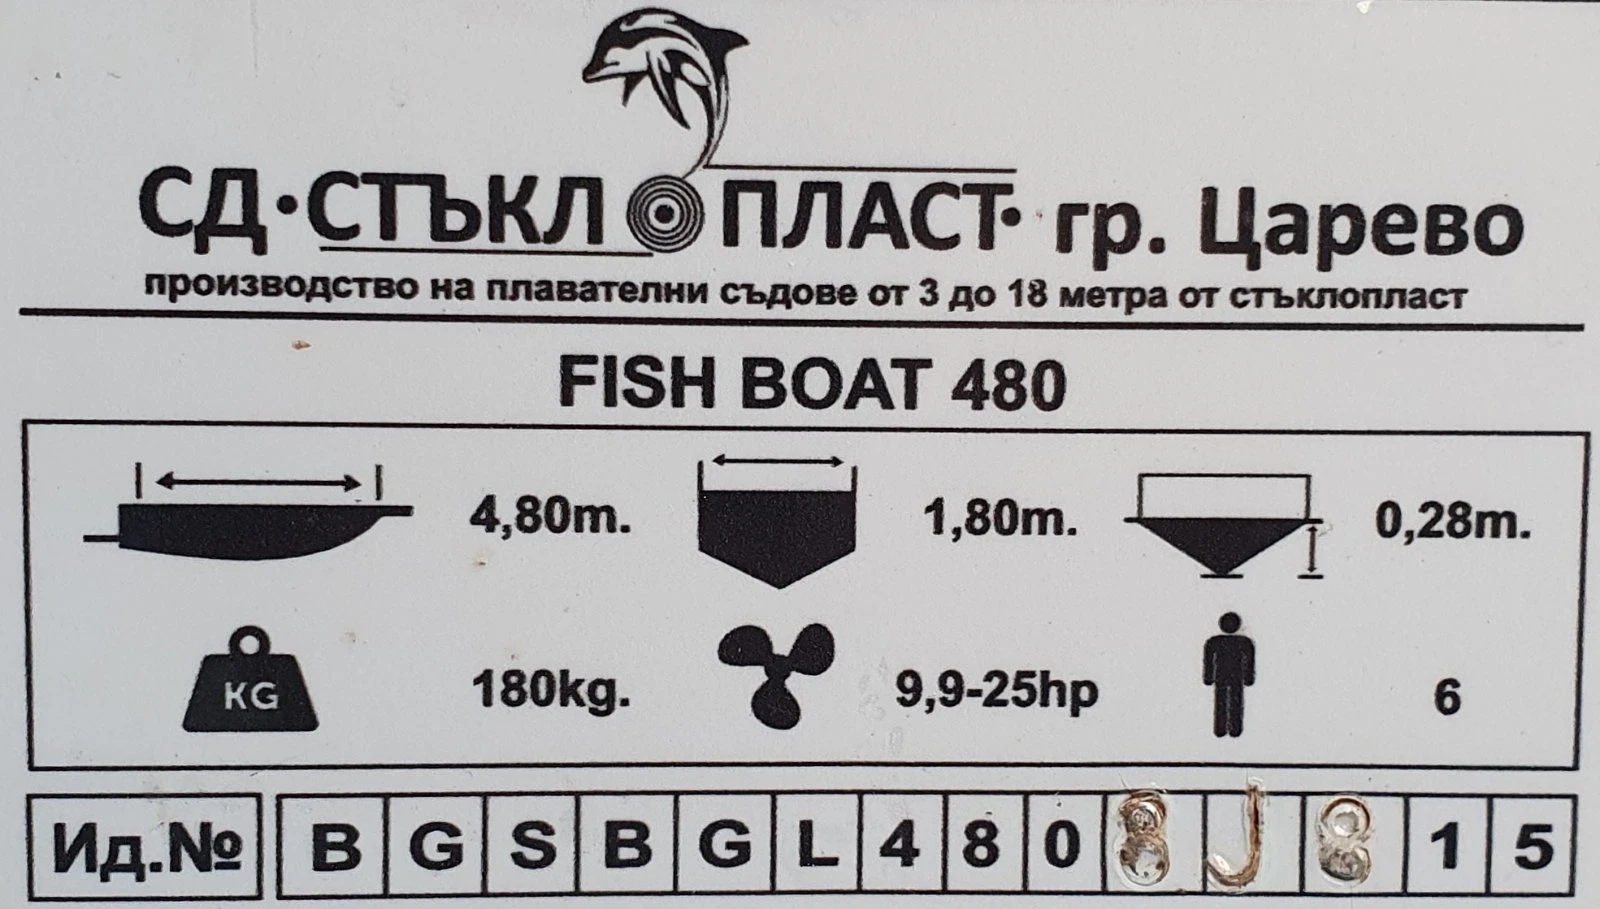 СД·СТЪКЛОПЛАСТ· гр. Царево
производство на плавателни съдове от 3 до 18 метра от стъклопласт
FISH BOAT 480
4,80m. 1,80m. 0,28m.
KG 180kg. 9,9-25hp 6
Ид.№ B G S B G L 4 8 0 8 J 8 1 5